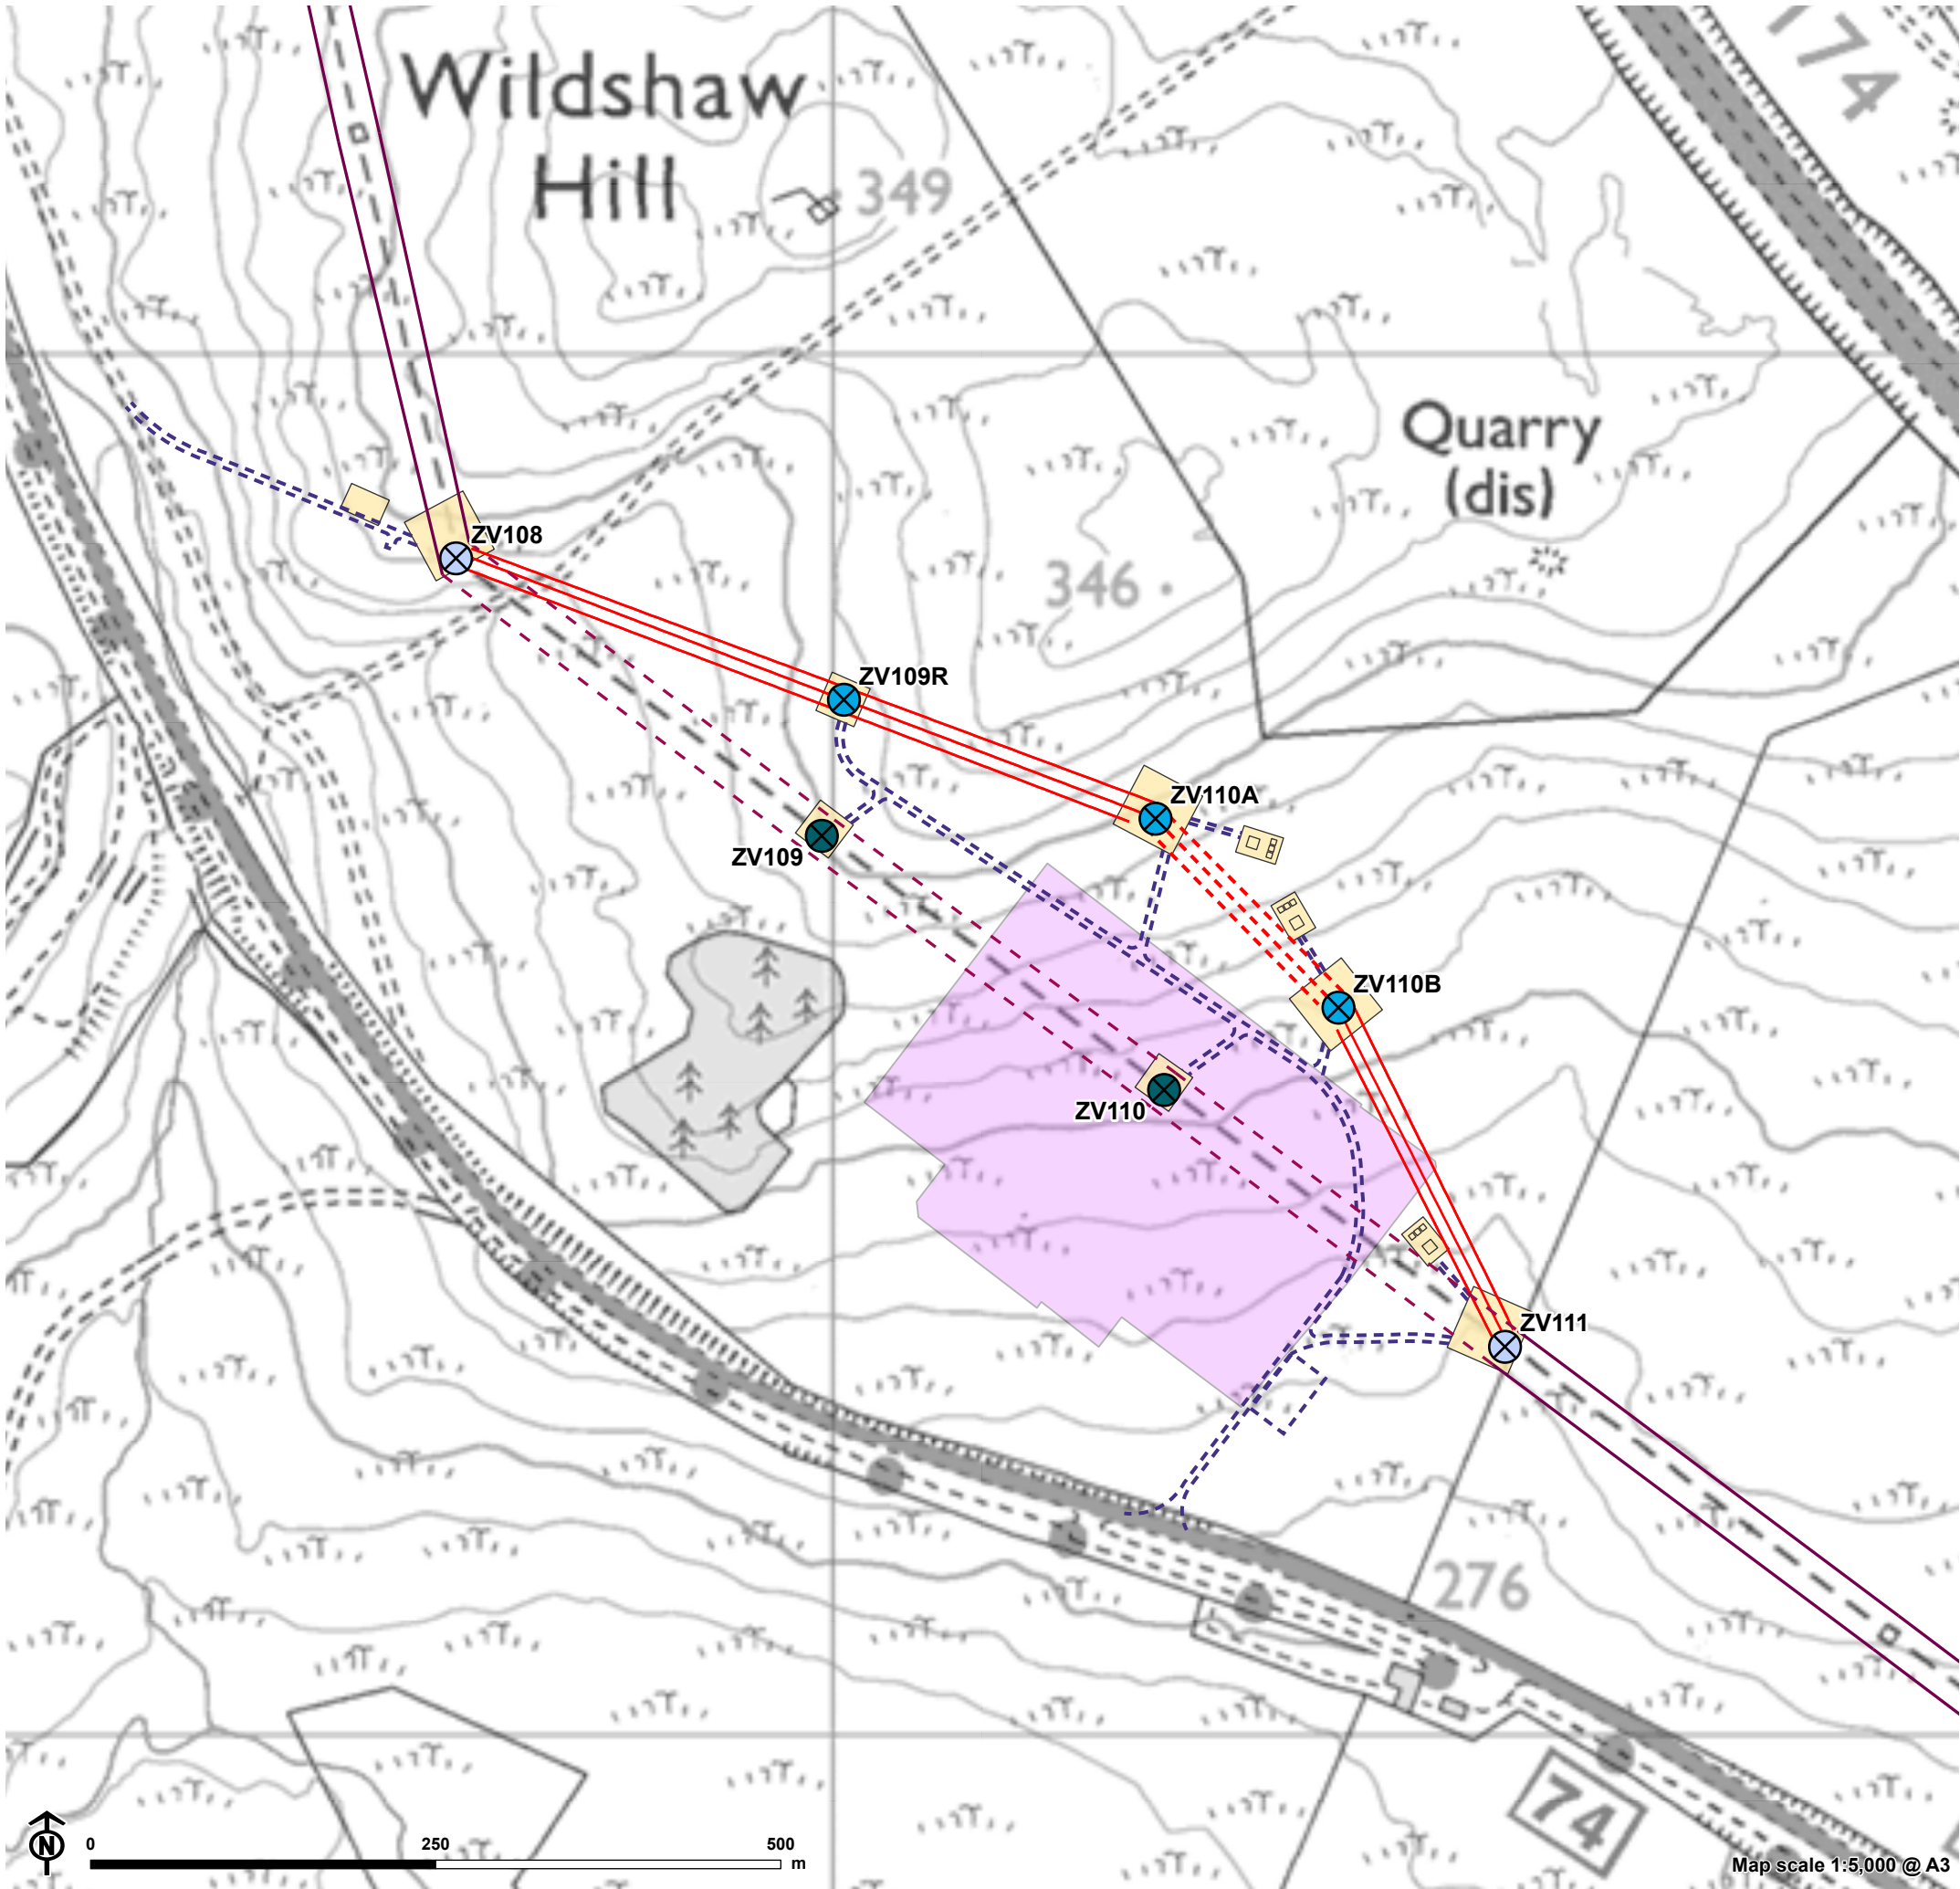 174
Wildshaw
Hill
349
Quarry
(dis)
ZV108
346
ZV109R
ZV110A
ZV109
ZV110B
ZV110
ZV111
276
74
N
0 250 500 m
Map scale 1:5,000 @ A3